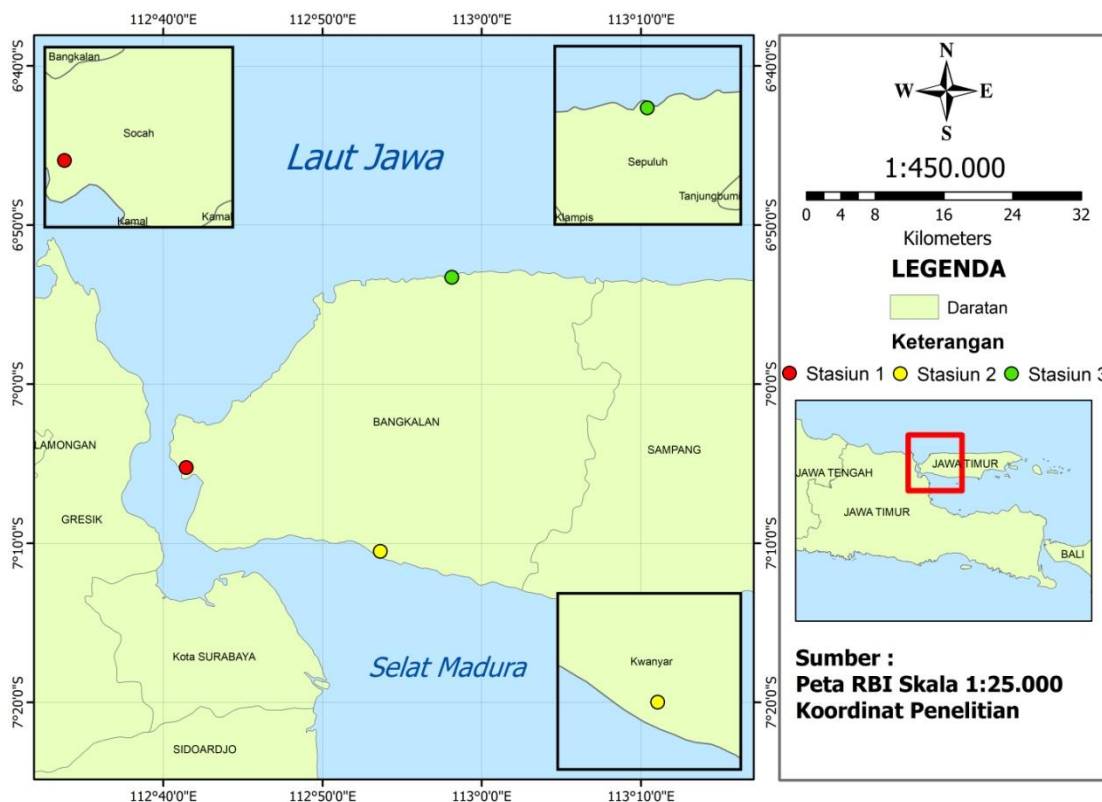 112°40'0"E 112°50'0"E 113°0'0"E 113°10'0"E
6°40'0"S
6°50'0"S
7°0'0"S
7°10'0"S
7°20'0"S
Bangkalan
Socah
Kamal
Kamal
Laut Jawa
Sepuluh
Tanjungbumi
Klampis
LAMONGAN
GRESIK
BANGKALAN
SAMPANG
Kota SURABAYA
SIDOARDJO
Selat Madura
Kwanyar
6°40'0"S
6°50'0"S
7°0'0"S
7°10'0"S
7°20'0"S
112°40'0"E 112°50'0"E 113°0'0"E 113°10'0"E
N
W E
S
1:450.000
0 2 4 8 16 24 32
Kilometers
LEGENDA
Daratan
Keterangan
Stasiun 1 Stasiun 2 Stasiun 3
JAWA TENGAH
JAWA TIMUR
JAWA TIMUR
BALI
Sumber :
Peta RBI Skala 1:25.000
Koordinat Penelitian